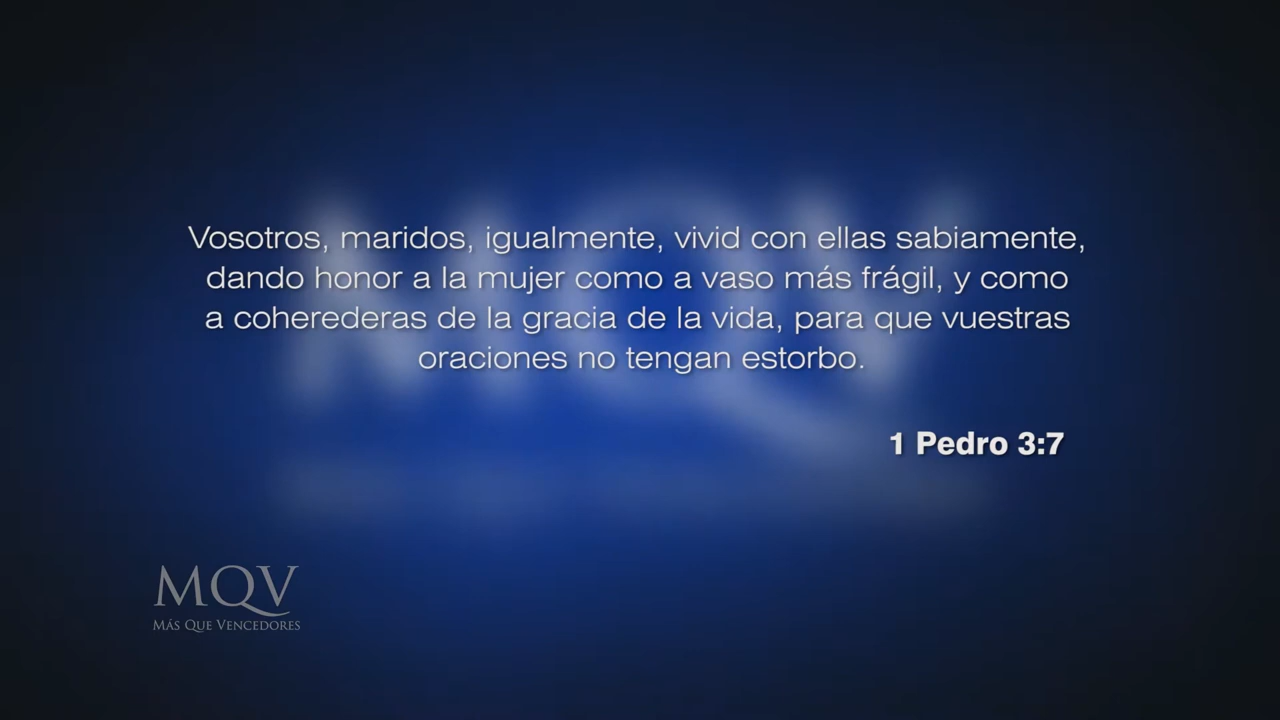 Vosotros, maridos, igualmente, vivid con ellas sabiamente,
dando honor a la mujer como a vaso más frágil, y como
a coherederas de la gracia de la vida, para que vuestras
oraciones no tengan estorbo.
1 Pedro 3:7
MQV
MÁS QUE VENCEDORES